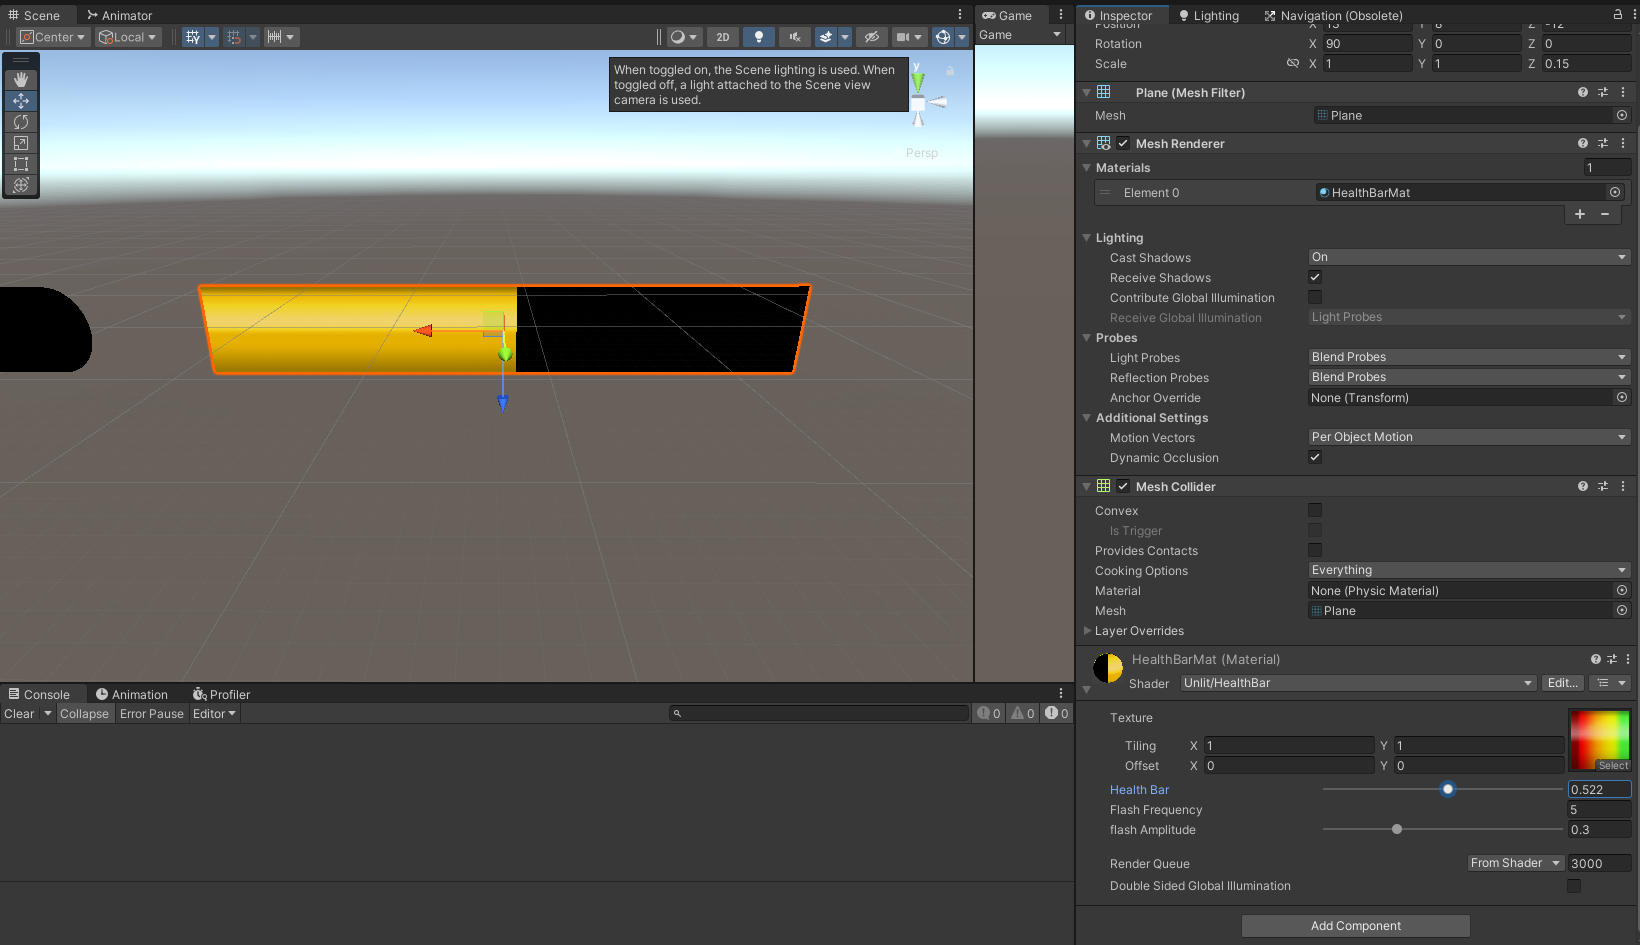 Scene
Animator
Center
Local
2D
When toggled on, the Scene lighting is used. When
toggled off, a light attached to the Scene view
camera is used.
y
Persp
Game
Game
Inspector
Lighting
Navigation (Obsolete)
Position X 13 Y 8 Z -12
Rotation X 90 Y 0 Z 0
Scale X 1 Y 1 Z 0.15
Plane (Mesh Filter)
Mesh Plane
Mesh Renderer
Materials 1
Element 0 HealthBarMat
+ −
Lighting
Cast Shadows On
Receive Shadows
Contribute Global Illumination
Receive Global Illumination Light Probes
Probes
Light Probes Blend Probes
Reflection Probes Blend Probes
Anchor Override None (Transform)
Additional Settings
Motion Vectors Per Object Motion
Dynamic Occlusion
Mesh Collider
Convex
Is Trigger
Provides Contacts
Cooking Options Everything
Material None (Physic Material)
Mesh Plane
Layer Overrides
HealthBarMat (Material)
Shader Unlit/HealthBar Edit...
Texture
Tiling X 1 Y 1
Offset X 0 Y 0
Select
Health Bar 0.522
Flash Frequency 5
flash Amplitude 0.3
Render Queue From Shader 3000
Double Sided Global Illumination
Add Component
Console
Animation
Profiler
Clear
Collapse
Error Pause
Editor
0 0 0